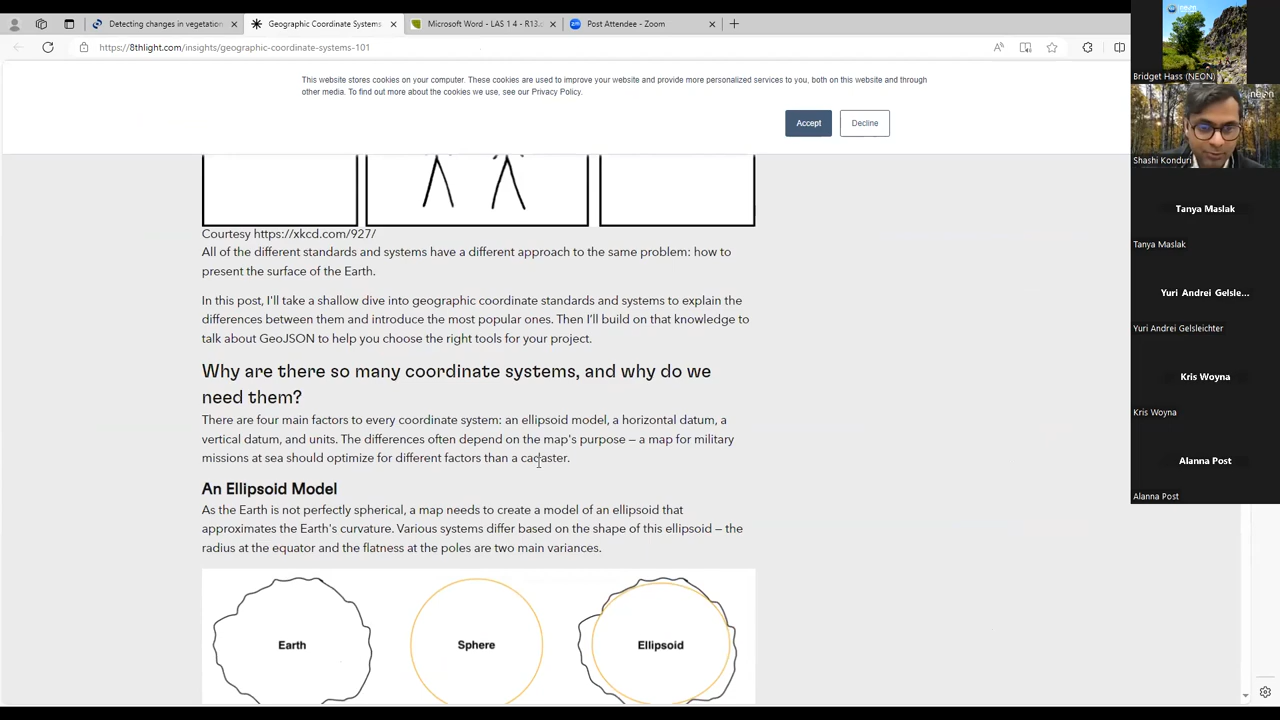 Detecting changes in vegetation
Geographic Coordinate Systems
Microsoft Word - LAS 1 4 - R13.
Post Attendee - Zoom
https://8thlight.com/insights/geographic-coordinate-systems-101
This website stores cookies on your computer. These cookies are used to improve your website and provide more personalized services to you, both on this website and through
other media. To find out more about the cookies we use, see our Privacy Policy.
Accept
Decline
Courtesy https://xkcd.com/927/
All of the different standards and systems have a different approach to the same problem: how to
present the surface of the Earth.
In this post, I'll take a shallow dive into geographic coordinate standards and systems to explain the
differences between them and introduce the most popular ones. Then I'll build on that knowledge to
talk about GeoJSON to help you choose the right tools for your project.
Why are there so many coordinate systems, and why do we
need them?
There are four main factors to every coordinate system: an ellipsoid model, a horizontal datum, a
vertical datum, and units. The differences often depend on the map's purpose – a map for military
missions at sea should optimize for different factors than a cadaster.
An Ellipsoid Model
As the Earth is not perfectly spherical, a map needs to create a model of an ellipsoid that
approximates the Earth's curvature. Various systems differ based on the shape of this ellipsoid – the
radius at the equator and the flatness at the poles are two main variances.
Earth
Sphere
Ellipsoid
Bridget Hass (NEON)
neon
Shashi Konduri
Tanya Maslak
Tanya Maslak
Yuri Andrei Gelsle...
Yuri Andrei Gelsleichter
Kris Woyna
Kris Woyna
Alanna Post
Alanna Post